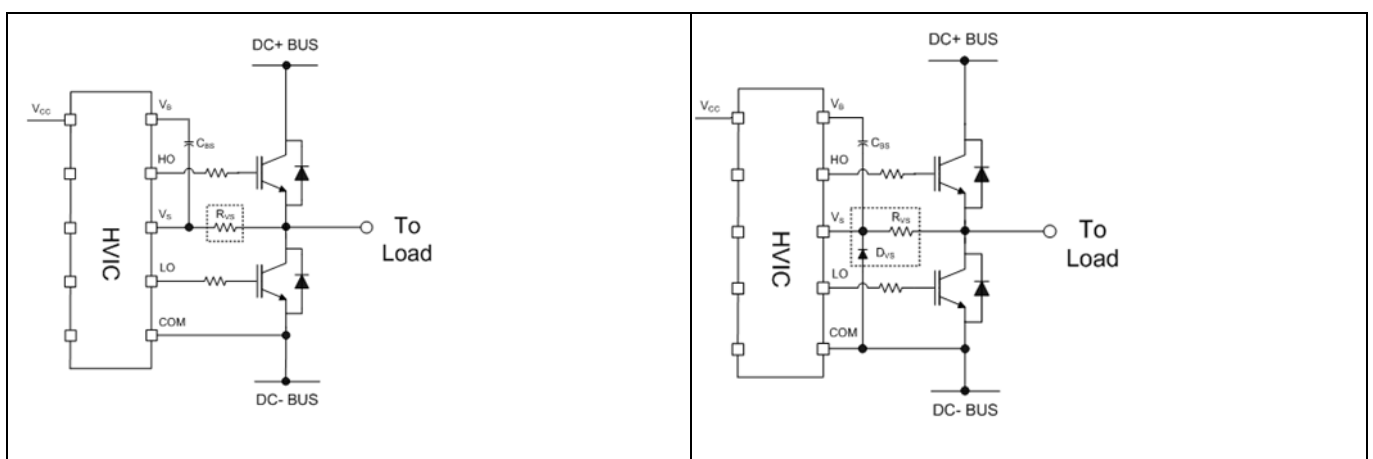 DC+ BUS
Vcc
VB
CBS
HO
VS
RVS
To
Load
HVIC
LO
COM
DC- BUS
DC+ BUS
Vcc
VB
CBS
HO
VS
RVS
To
Load
DVS
HVIC
LO
COM
DC- BUS